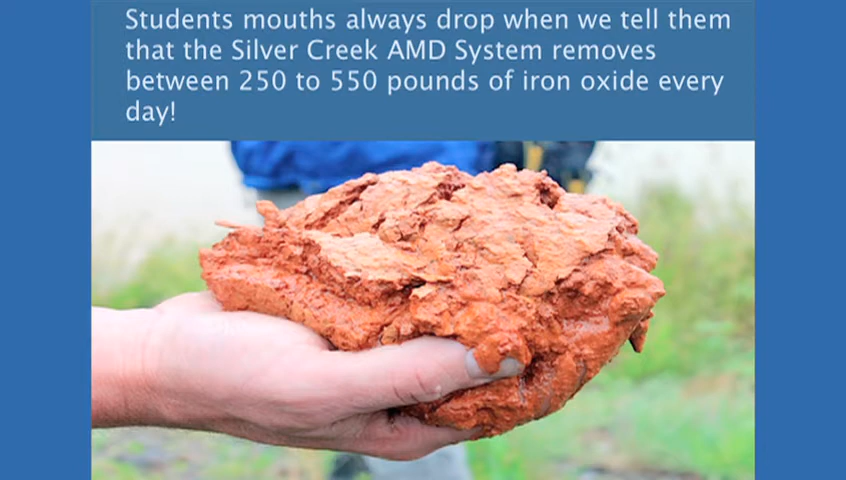 Students mouths always drop when we tell them
that the Silver Creek AMD System removes
between 250 to 550 pounds of iron oxide every
day!